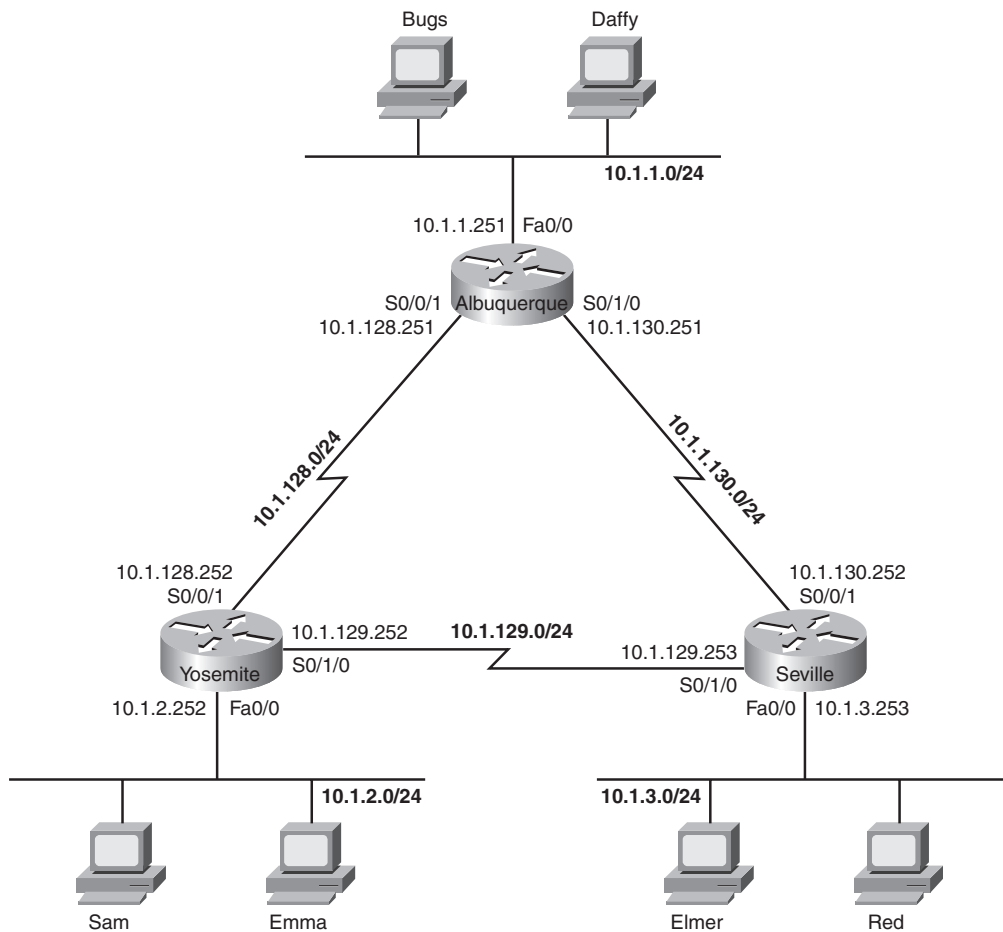 Bugs
Daffy
10.1.1.0/24
10.1.1.251
Fa0/0
S0/0/1
Albuquerque
S0/1/0
10.1.128.251
10.1.130.251
10.1.128.0/24
10.1.1.130.0/24
10.1.128.252
S0/0/1
10.1.130.252
S0/0/1
10.1.129.252
10.1.129.0/24
10.1.129.253
Yosemite
S0/1/0
S0/1/0
Seville
10.1.2.252
Fa0/0
Fa0/0
10.1.3.253
10.1.2.0/24
10.1.3.0/24
Sam
Emma
Elmer
Red